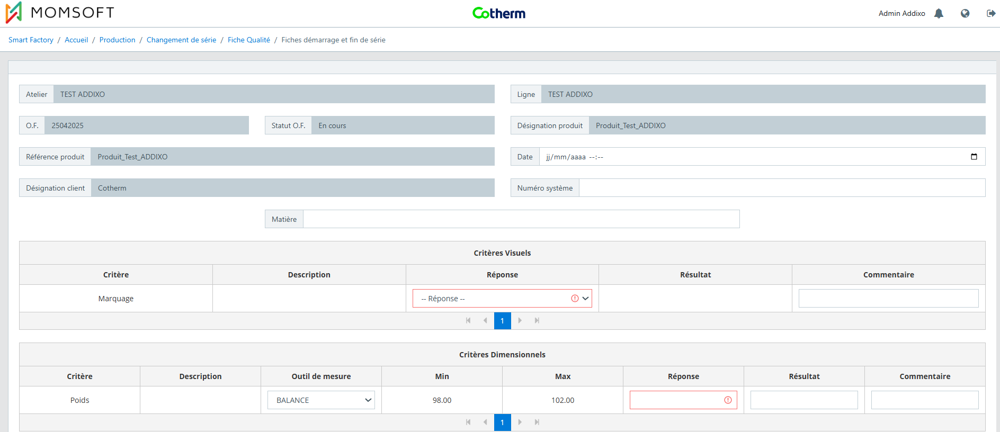 MOMSOFT
Cotherm
Admin Addixo
Smart Factory / Accueil / Production / Changement de série / Fiche Qualité / Fiches démarrage et fin de série
Atelier TEST ADDIXO
Ligne TEST ADDIXO
O.F. 25042025
Statut O.F. En cours
Désignation produit Produit_Test_ADDIXO
Référence produit Produit_Test_ADDIXO
Date jj/mm/aaaa --:--
Désignation client Cotherm
Numéro système
Matière
Critères Visuels
Critère Description Réponse Résultat Commentaire
Marquage -- Réponse --
1
Critères Dimensionnels
Critère Description Outil de mesure Min Max Réponse Résultat Commentaire
Poids BALANCE 98.00 102.00
1